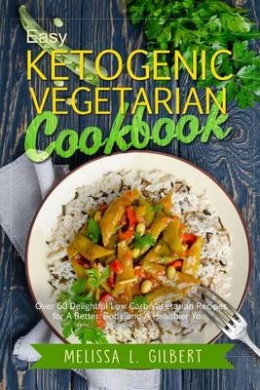 Easy
KETOGENIC
VEGETARIAN
Cookbook
Over 60 Delightful Low Carb Vegetarian Recipes
for A Better Body and A Healthier You
MELISSA L. GILBERT